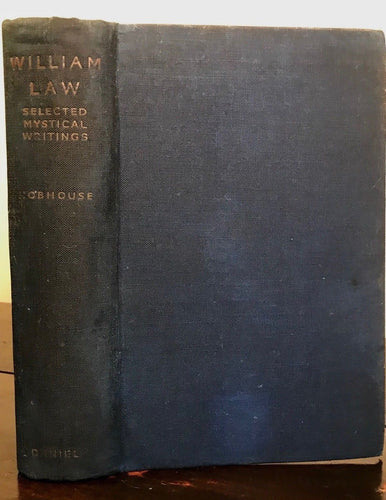 WILLIAM
LAW
SELECTED
MYSTICAL
WRITINGS
HOBHOUSE
DANIEL